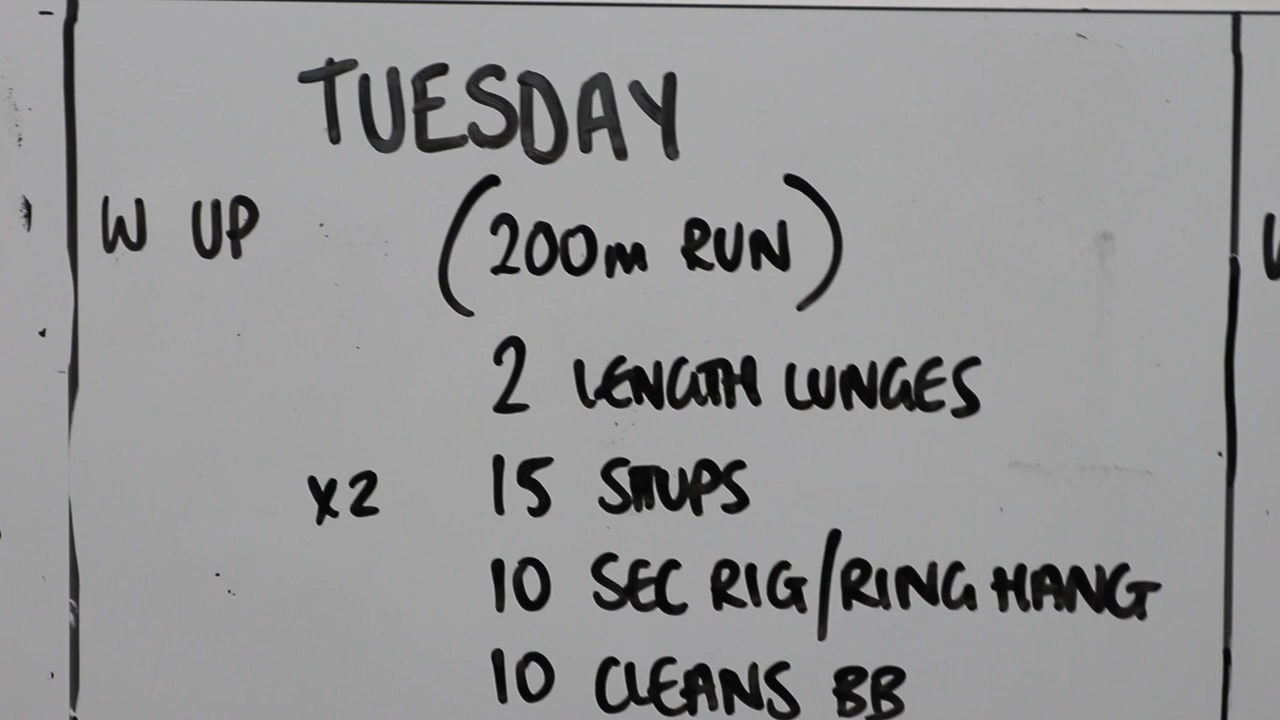 TUESDAY
W UP (200m RUN)
2 LENGTH LUNGES
x2 15 SITUPS
10 SEC RIG/RING HANG
10 CLEANS BB